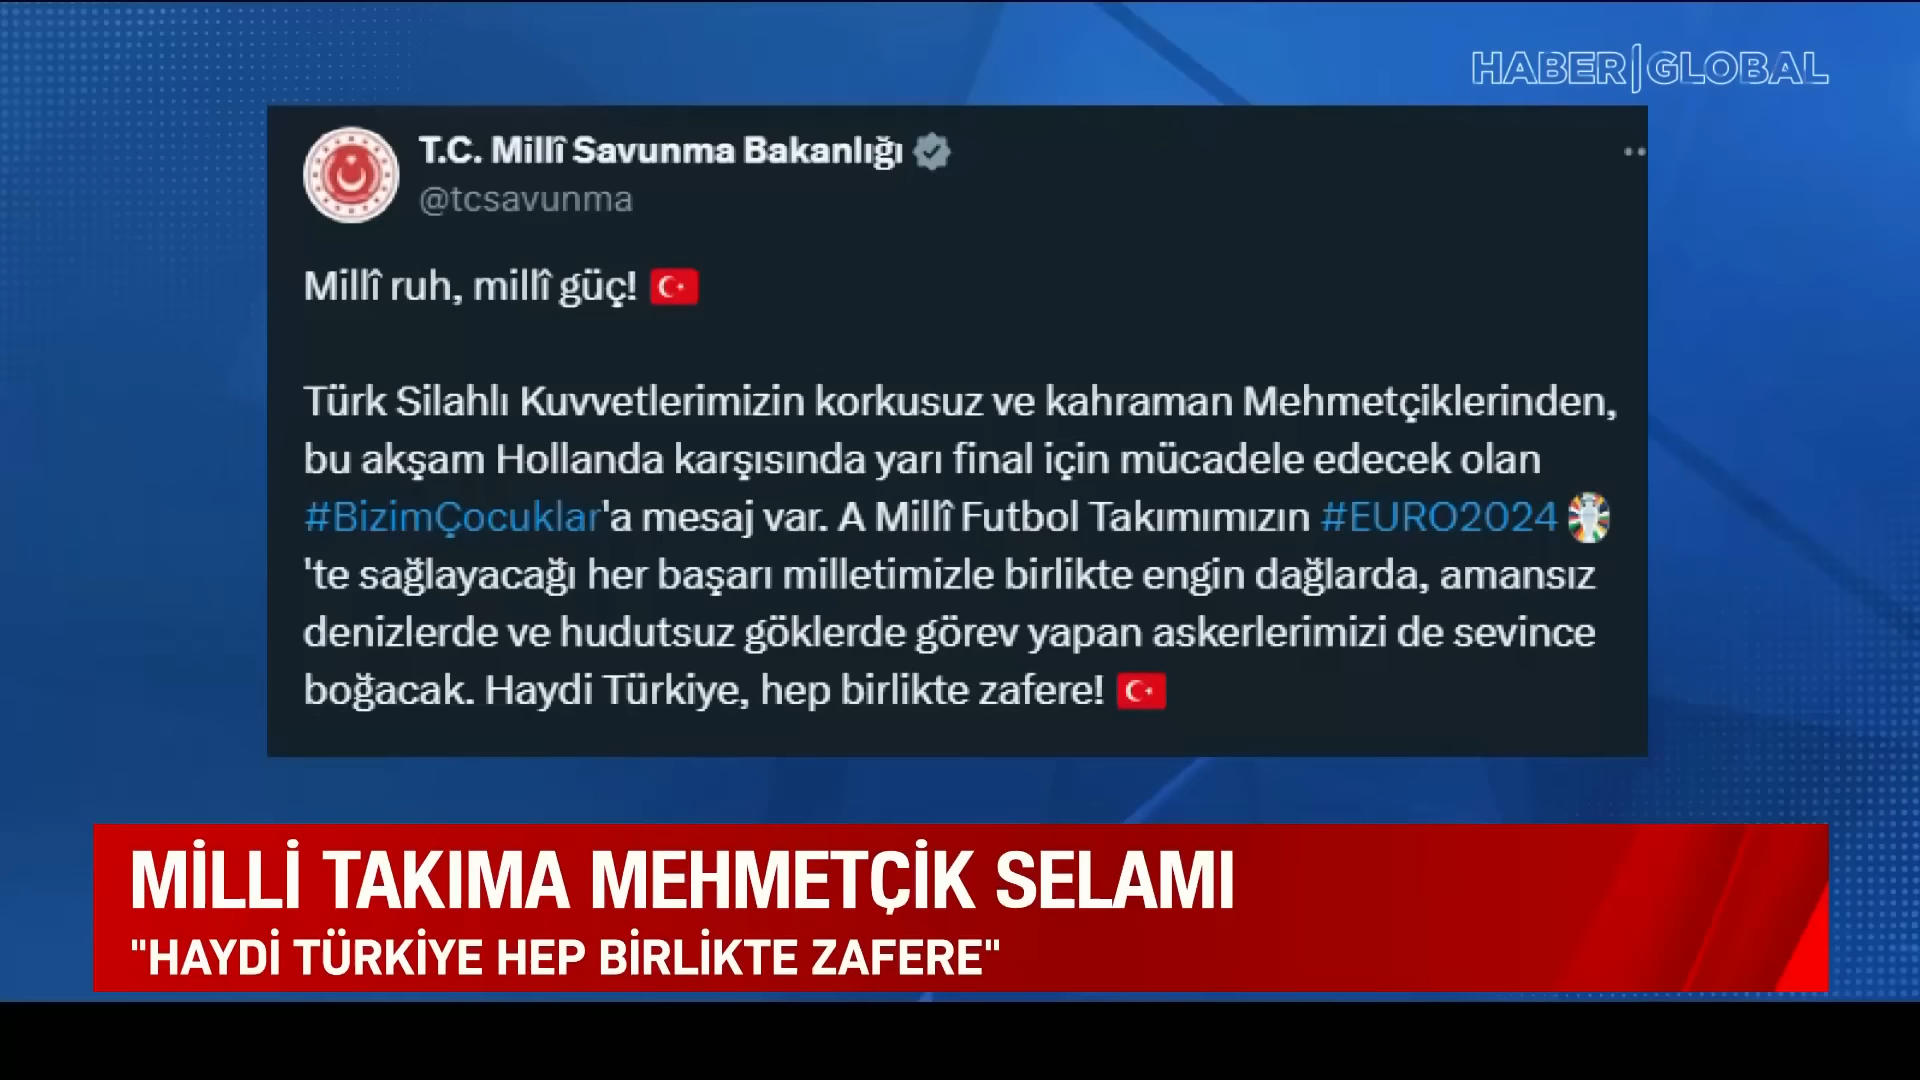 HABER|GLOBAL
T.C. Millî Savunma Bakanlığı
@tcsavunma
Millî ruh, millî güç! 🇹🇷
Türk Silahlı Kuvvetlerimizin korkusuz ve kahraman Mehmetçiklerinden,
bu akşam Hollanda karşısında yarı final için mücadele edecek olan
#BizimÇocuklar'a mesaj var. A Millî Futbol Takımımızın #EURO2024
'te sağlayacağı her başarı milletimizle birlikte engin dağlarda, amansız
denizlerde ve hudutsuz göklerde görev yapan askerlerimizi de sevince
boğacak. Haydi Türkiye, hep birlikte zafere! 🇹🇷
MİLLİ TAKIMA MEHMETÇİK SELAMI
"HAYDİ TÜRKİYE HEP BİRLİKTE ZAFERE"